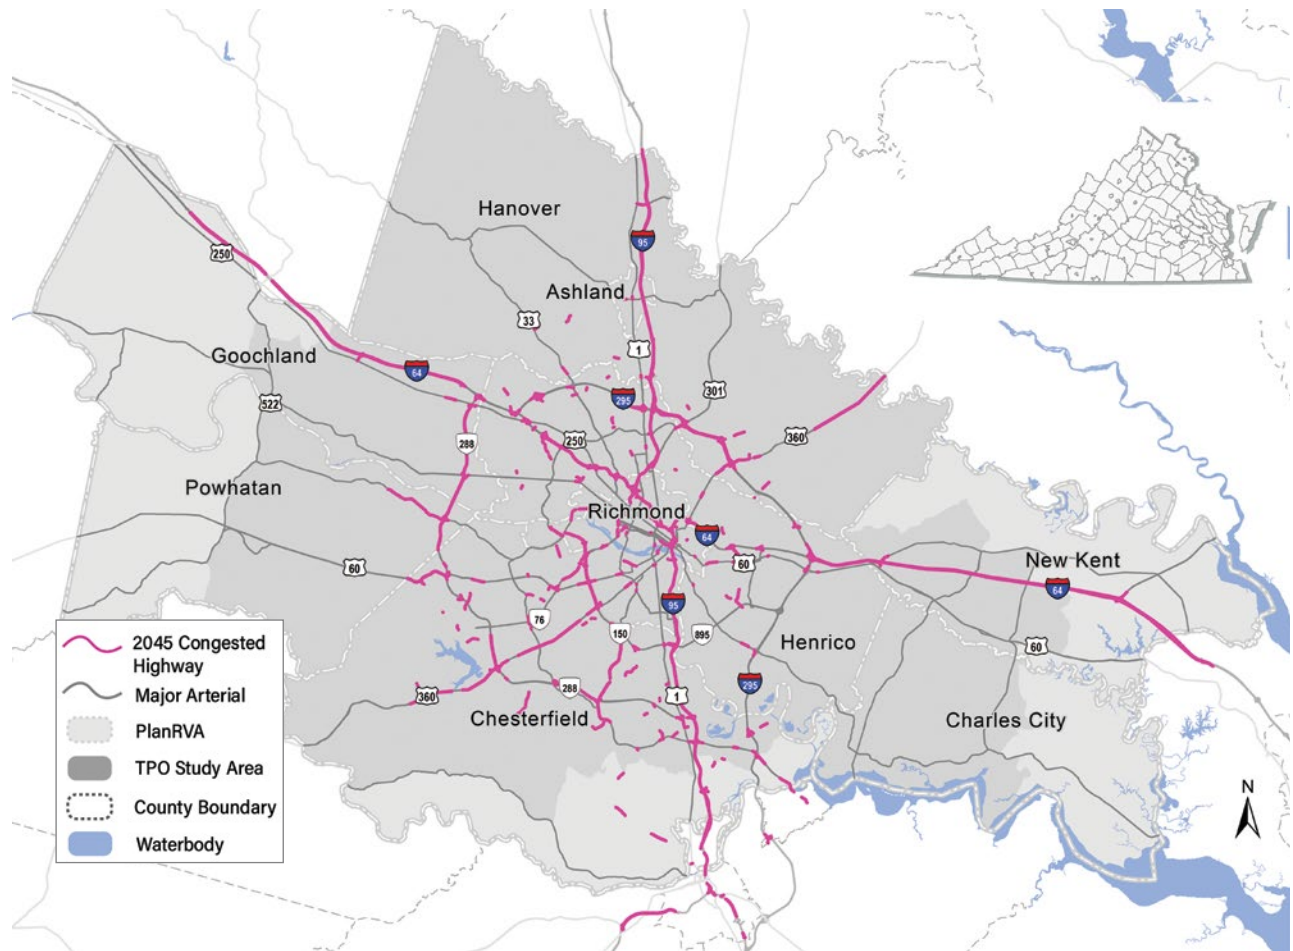 Hanover
95
250
Ashland
33
1
Goochland
64
301
295
522
360
250
288
Powhatan
Richmond
64
60
60
New Kent
64
95
76
150
895
Henrico
60
295
360
288
1
Chesterfield
Charles City
2045 Congested
Highway
Major Arterial
PlanRVA
TPO Study Area
County Boundary
Waterbody
N